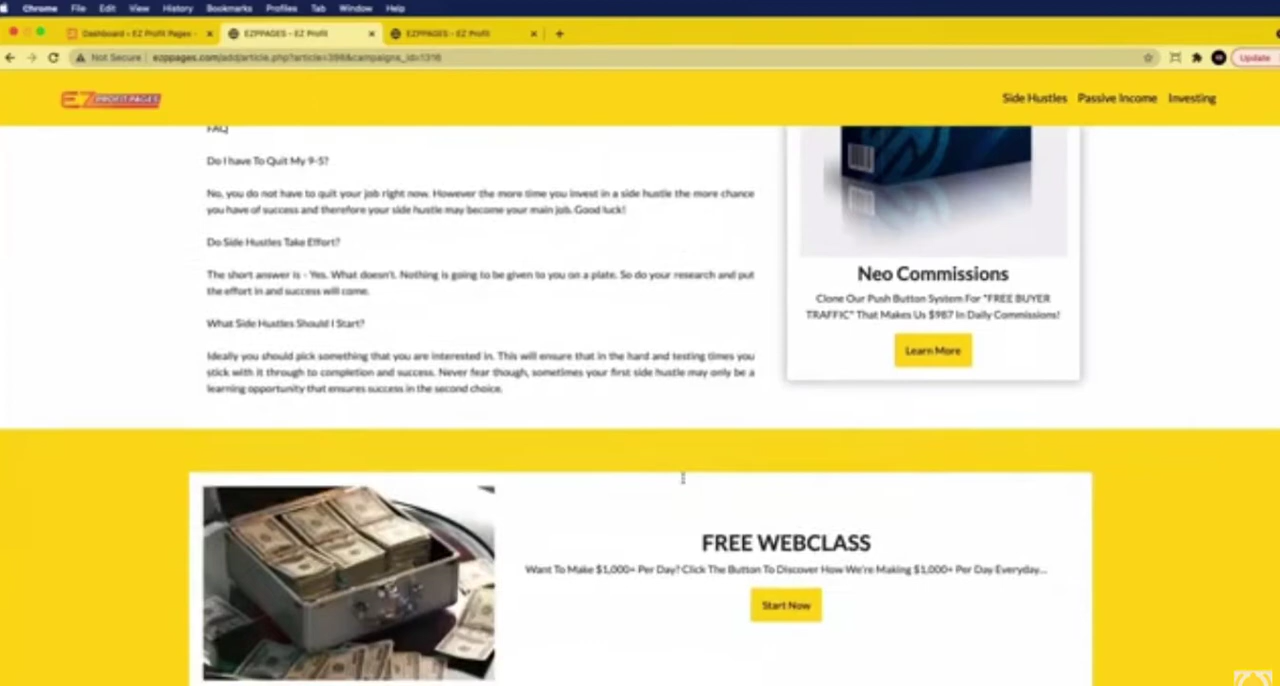 Chrome File Edit View History Bookmarks Profiles Tab Window Help
Dashboard ‹ EZ Profit Pages - EZPPAGES - EZ Profit EZPPAGES - EZ Profit
Not Secure ezppages.com/add/article.php?article=398&campaigns_id=1316 Update
EZ PROFIT PAGES
Side Hustles Passive Income Investing
FAQ
Do I have To Quit My 9-5?
No, you do not have to quit your job right now. However the more time you invest in a side hustle the more chance
you have of success and therefore your side hustle may become your main job. Good luck!
Do Side Hustles Take Effort?
The short answer is - Yes. What doesn't. Nothing is going to be given to you on a plate. So do your research and put
the effort in and success will come.
What Side Hustles Should I Start?
Ideally you should pick something that you are interested in. This will ensure that in the hard and testing times you
stick with it through to completion and success. Never fear though, sometimes your first side hustle may only be a
learning opportunity that ensures success in the second choice.
Neo Commissions
Clone Our Push Button System For "FREE BUYER
TRAFFIC" That Makes Us $987 In Daily Commissions!
Learn More
FREE WEBCLASS
Want To Make $1,000+ Per Day? Click The Button To Discover How We're Making $1,000+ Per Day Everyday...
Start Now